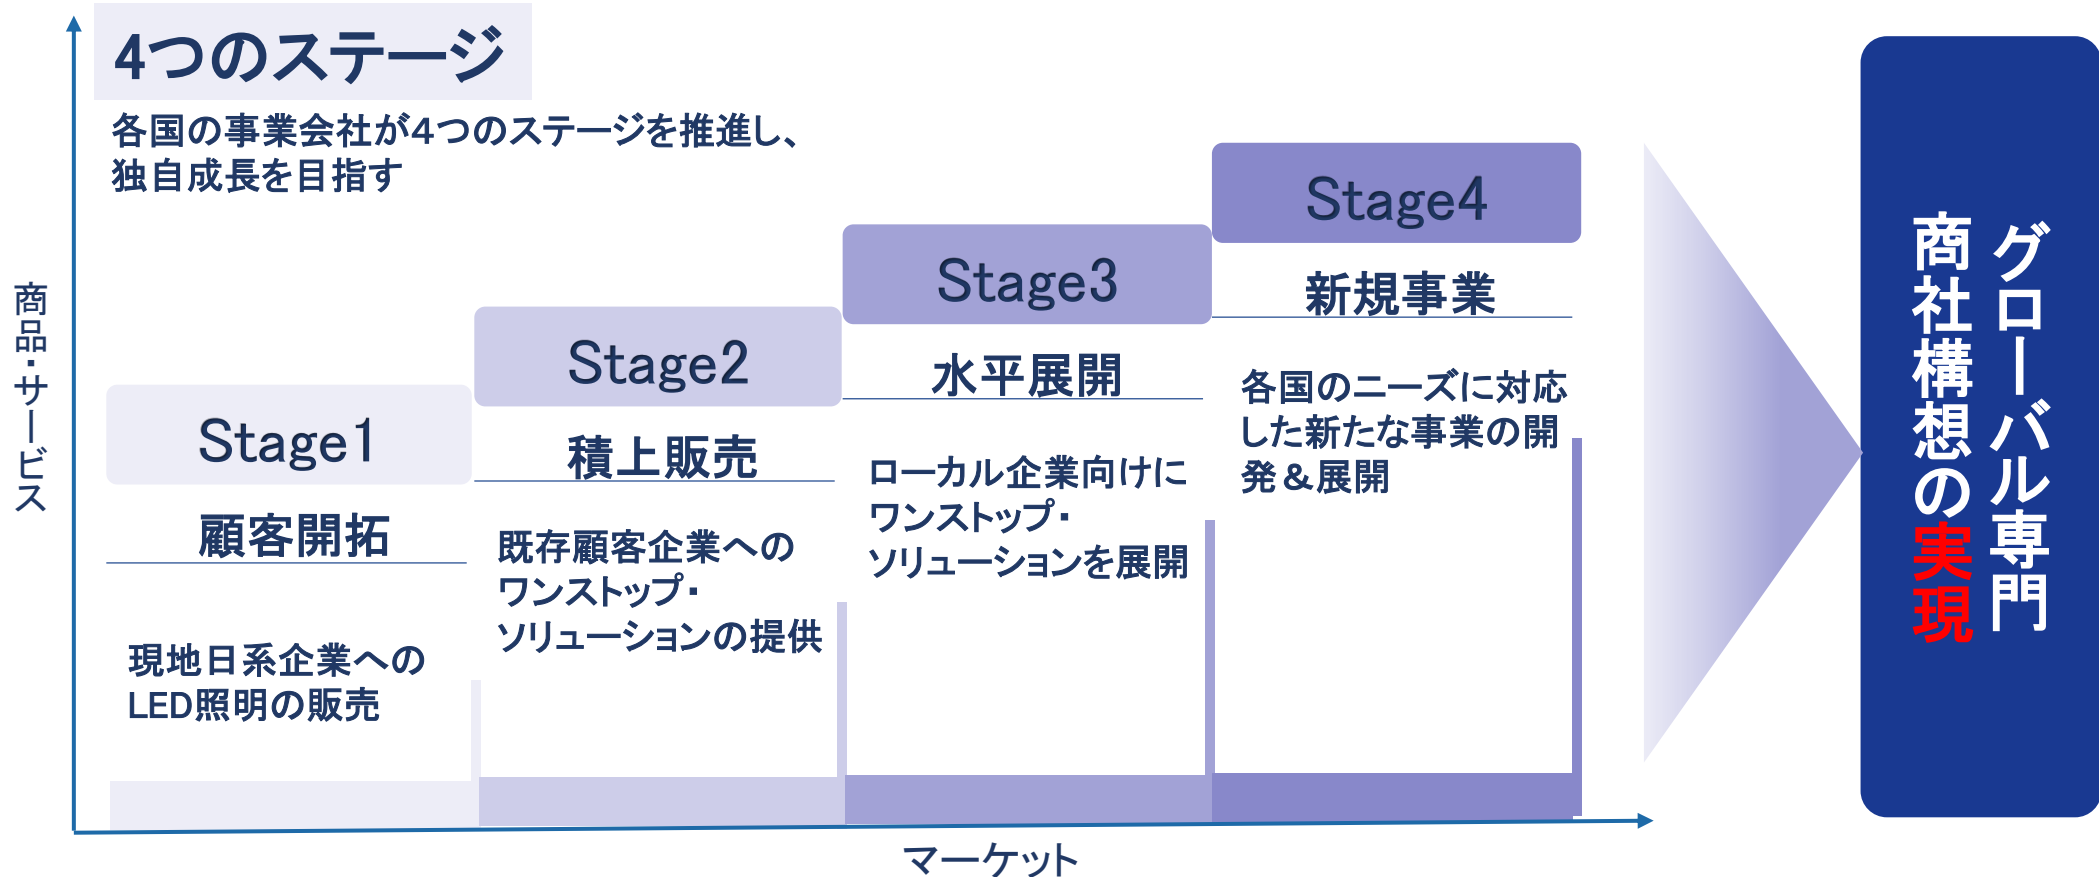 4つのステージ
各国の事業会社が4つのステージを推進し、
独自成長を目指す
商品・サービス
Stage1
顧客開拓
現地日系企業への
LED照明の販売
Stage2
積上販売
既存顧客企業への
ワンストップ・
ソリューションの提供
Stage3
水平展開
ローカル企業向けに
ワンストップ・
ソリューションを展開
Stage4
新規事業
各国のニーズに対応
した新たな事業の開
発＆展開
マーケット
グローバル専門
商社構想の実現